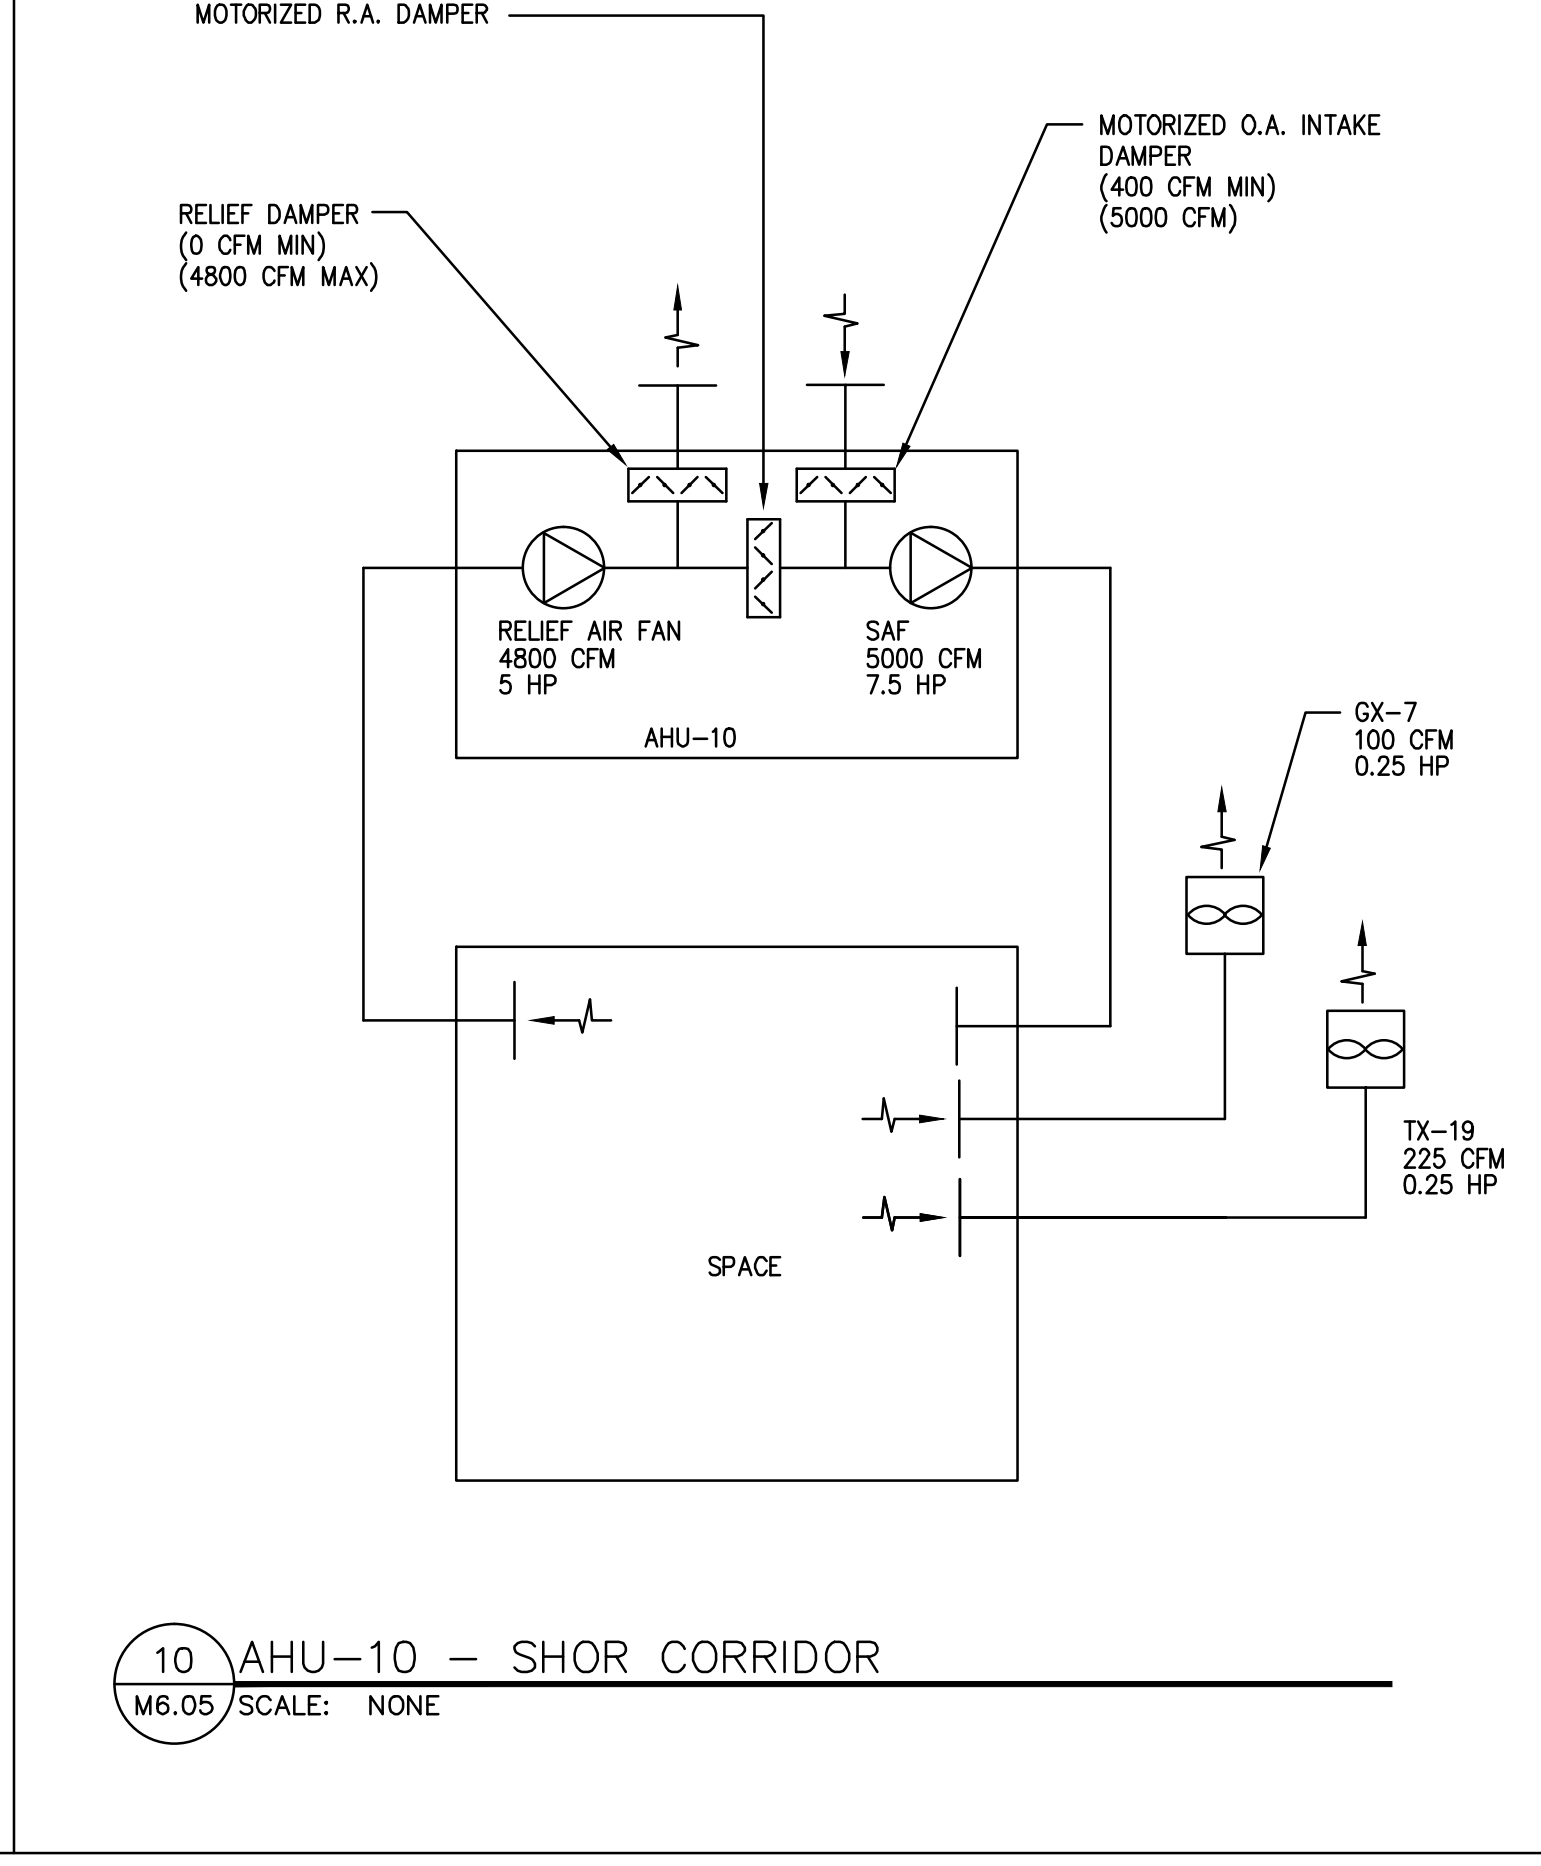 MOTORIZED R.A. DAMPER
MOTORIZED O.A. INTAKE
DAMPER
(400 CFM MIN)
(5000 CFM)
RELIEF DAMPER
(0 CFM MIN)
(4800 CFM MAX)
RELIEF AIR FAN
4800 CFM
5 HP
SAF
5000 CFM
7.5 HP
AHU-10
GX-7
100 CFM
0.25 HP
TX-19
225 CFM
0.25 HP
SPACE
10
M6.05
AHU-10 - SHOR CORRIDOR
SCALE: NONE